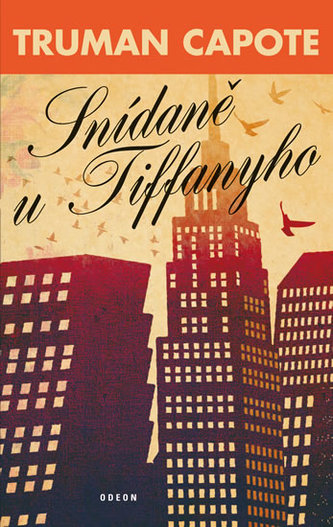 TRUMAN CAPOTE
Snídaně
u Tiffanyho
ODEON